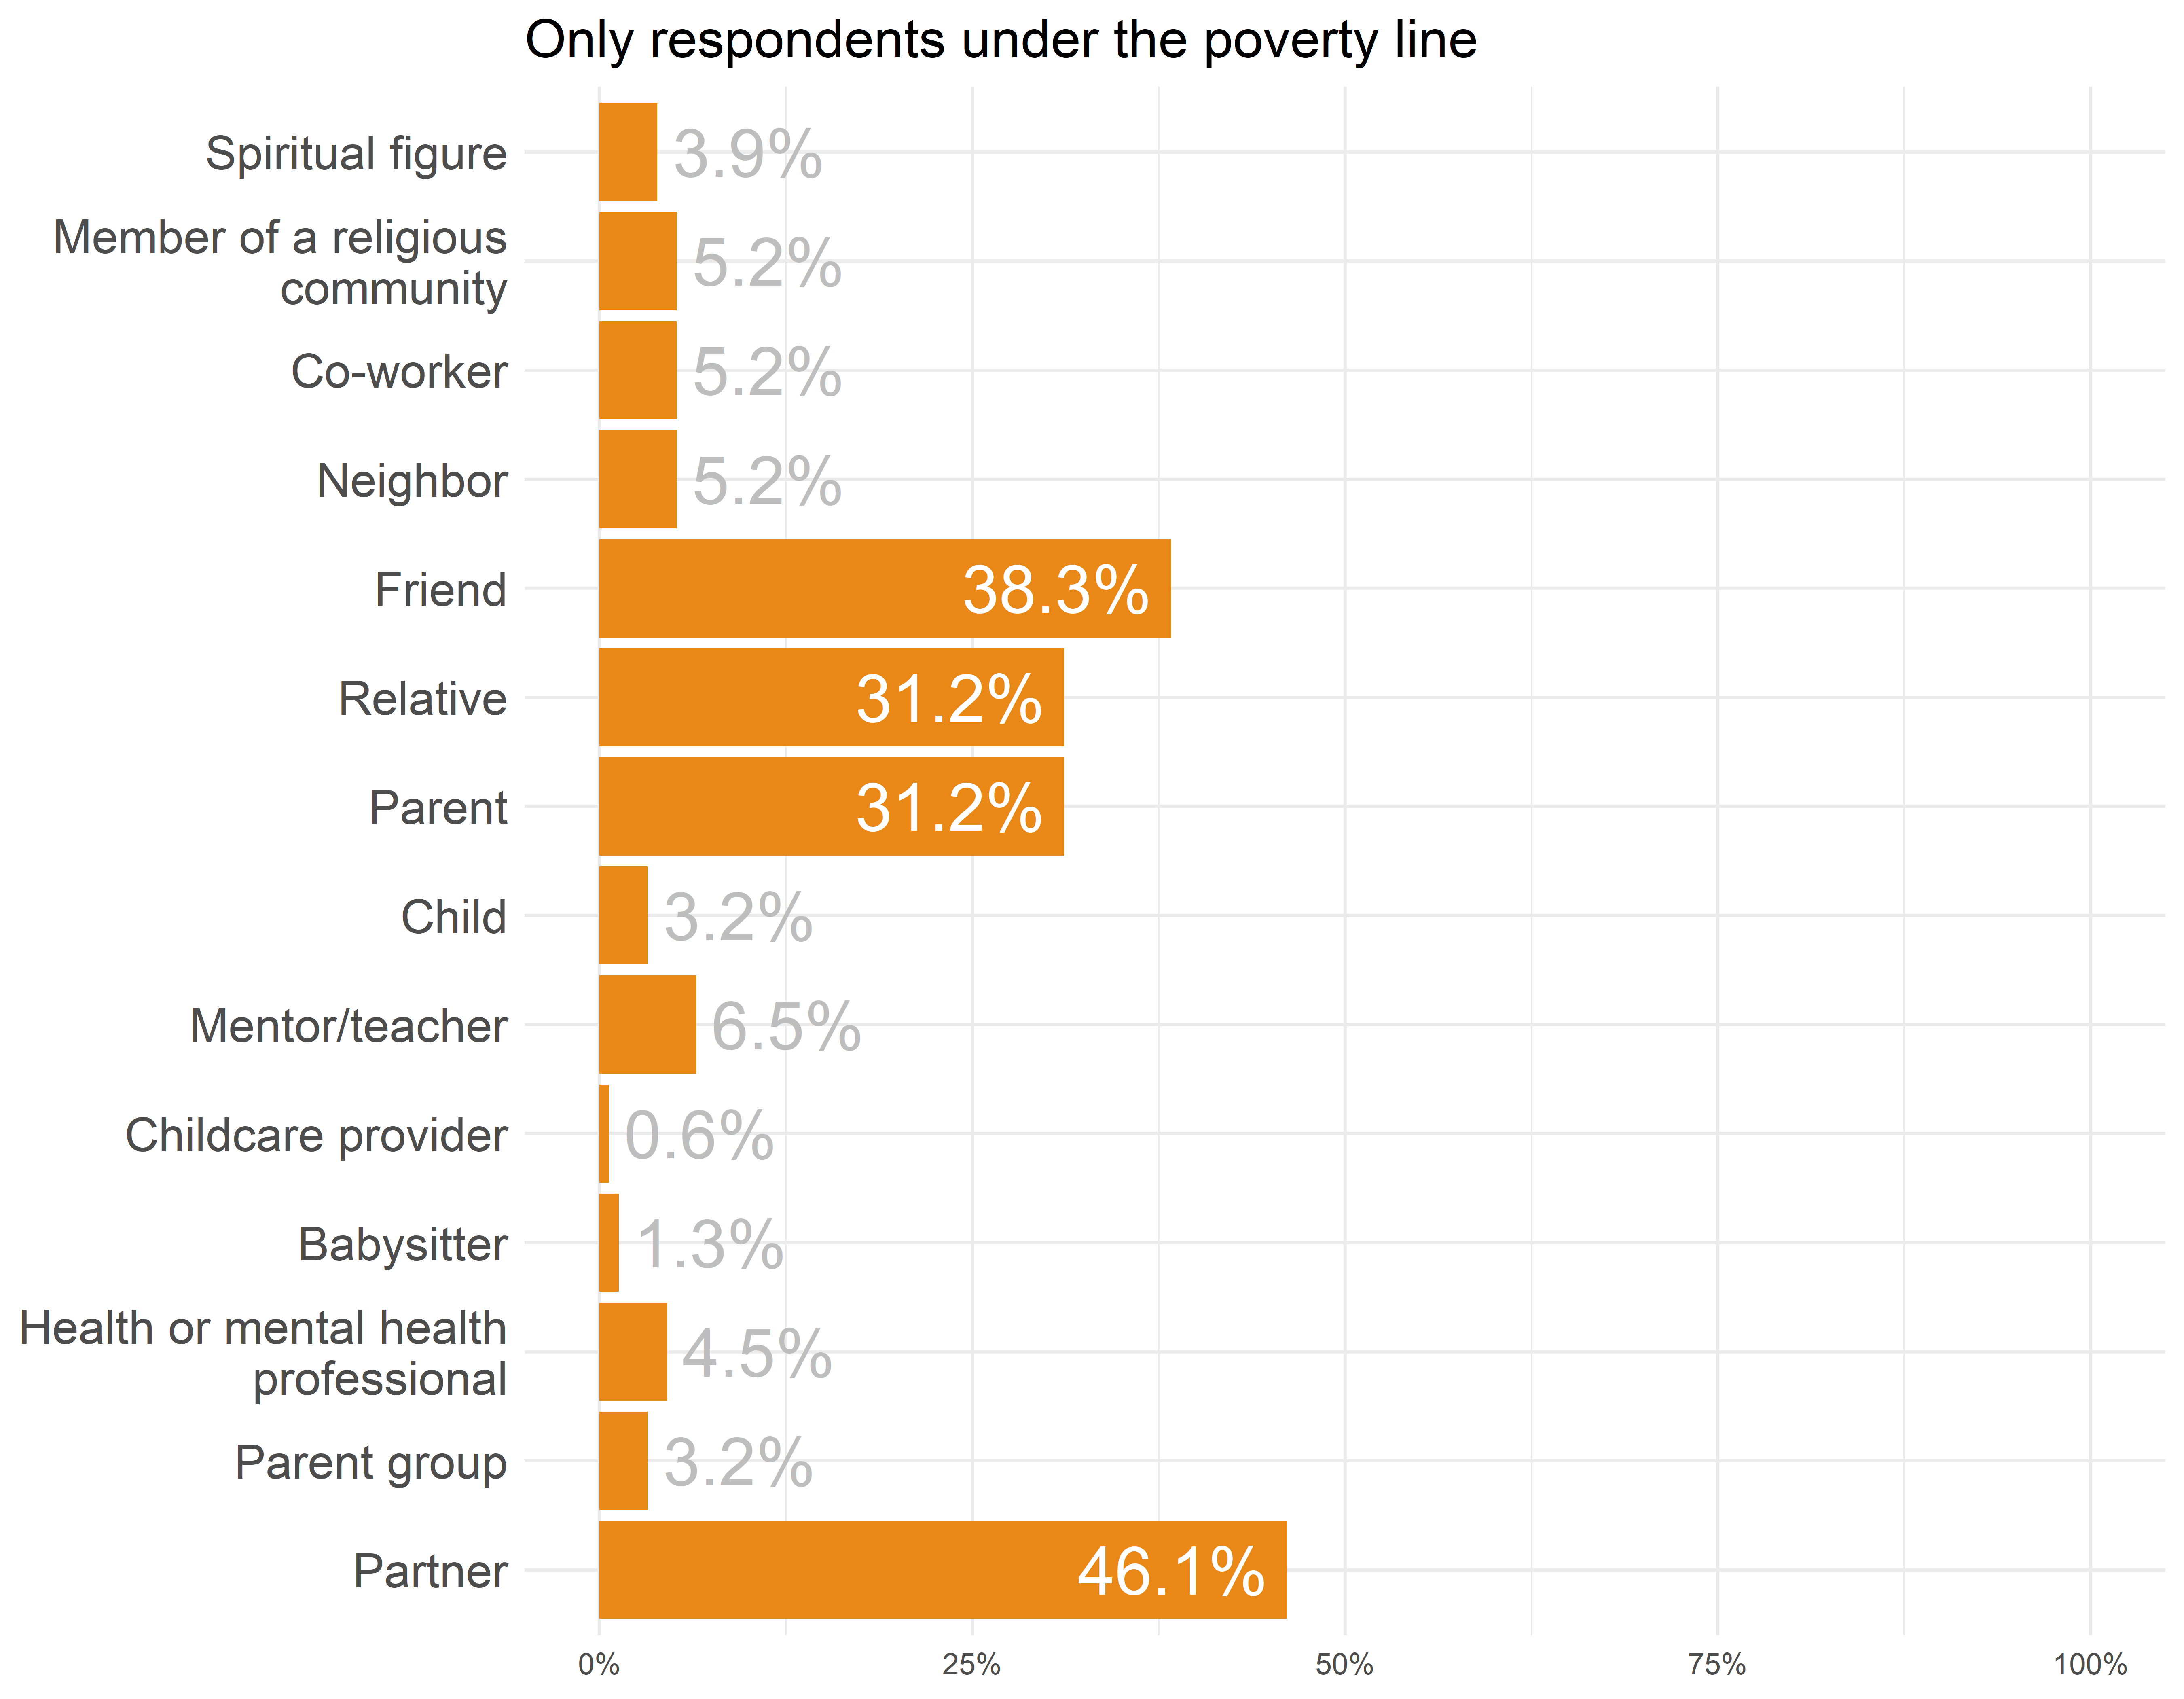 Only respondents under the poverty line
Spiritual figure
3.9%
Member of a religious
community
5.2%
Co-worker
5.2%
Neighbor
5.2%
Friend
38.3%
Relative
31.2%
Parent
31.2%
Child
3.2%
Mentor/teacher
6.5%
Childcare provider
0.6%
Babysitter
1.3%
Health or mental health
professional
4.5%
Parent group
3.2%
Partner
46.1%
0%
25%
50%
75%
100%